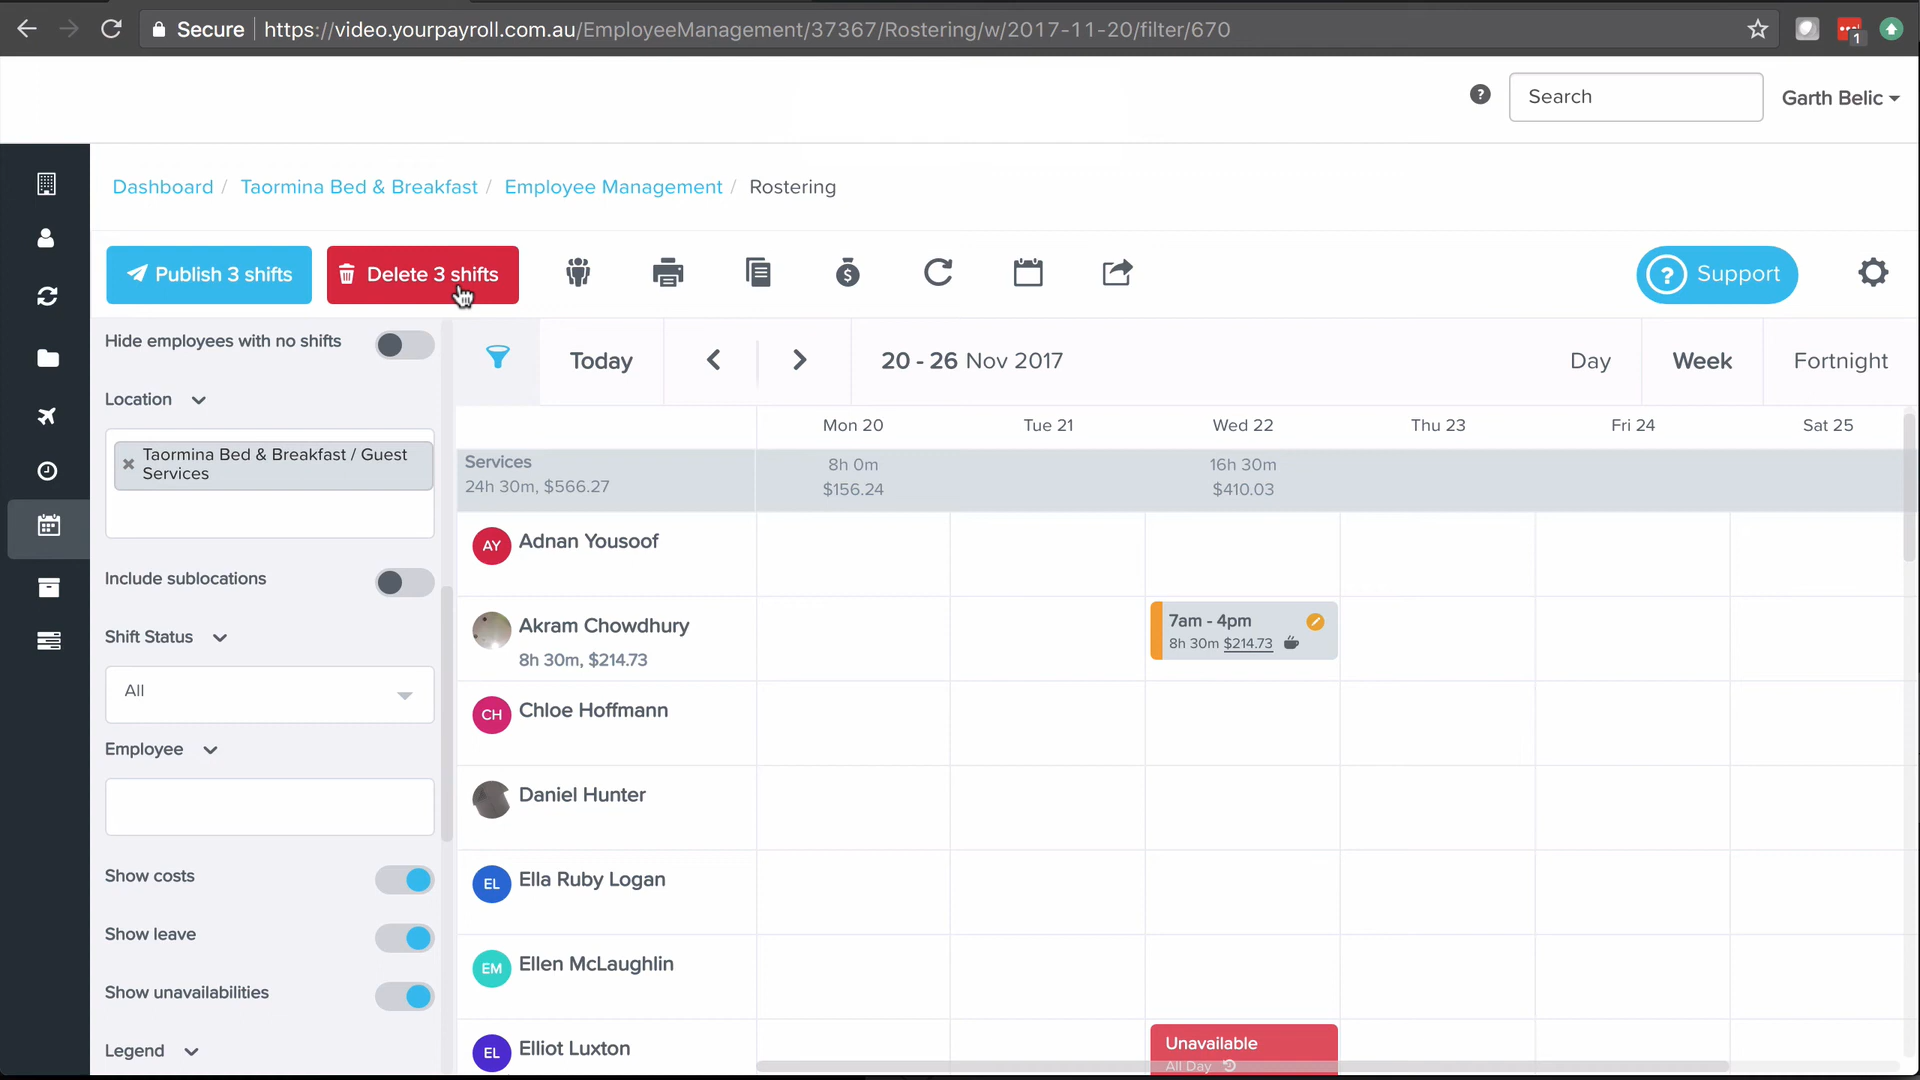 Secure https://video.yourpayroll.com.au/EmployeeManagement/37367/Rostering/w/2017-11-20/filter/670
1
? Search Garth Belic
Dashboard / Taormina Bed & Breakfast / Employee Management / Rostering
Publish 3 shifts Delete 3 shifts $ ? Support
Hide employees with no shifts
Today 20 - 26 Nov 2017 Day Week Fortnight
Location
Taormina Bed & Breakfast / Guest
Services
Include sublocations
Shift Status
All
Employee
Show costs
Show leave
Show unavailabilities
Legend
Mon 20 Tue 21 Wed 22 Thu 23 Fri 24 Sat 25
Services 8h 0m 16h 30m
24h 30m, $566.27 $156.24 $410.03
AY Adnan Yousoof
Akram Chowdhury 7am - 4pm
8h 30m, $214.73 8h 30m $214.73
CH Chloe Hoffmann
Daniel Hunter
EL Ella Ruby Logan
EM Ellen McLaughlin
EL Elliot Luxton Unavailable
All Day